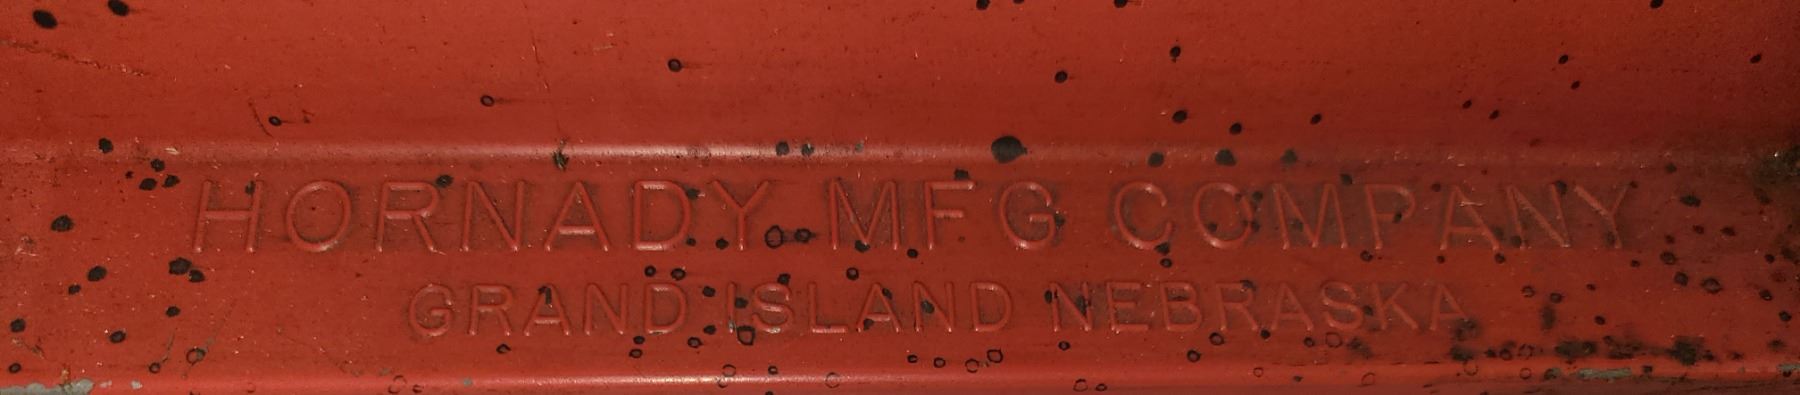 HORNADY MFG COMPANY
GRAND ISLAND NEBRASKA